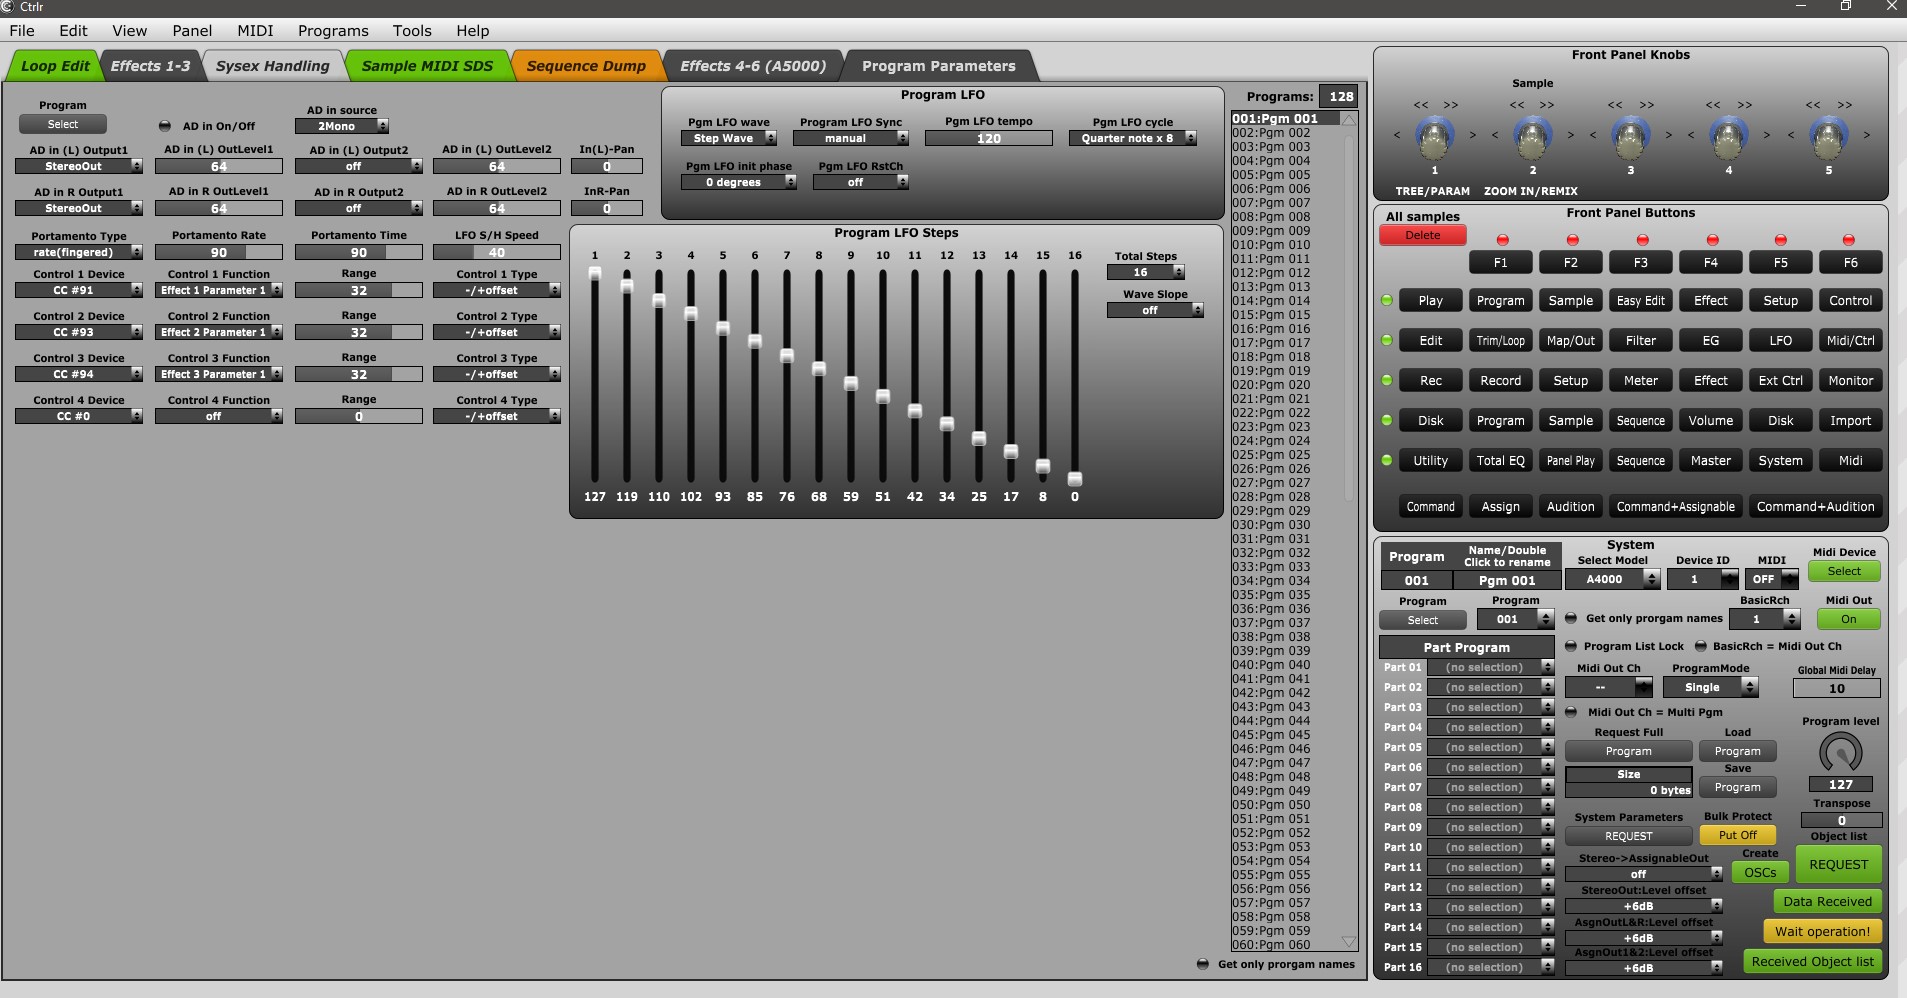 Ctrlr
File Edit View Panel MIDI Programs Tools Help
Loop Edit Effects 1-3 Sysex Handling Sample MIDI SDS Sequence Dump Effects 4-6 (A5000) Program Parameters
Program
Select
AD in On/Off
AD in source
2Mono
AD in (L) Output1 AD in (L) OutLevel1 AD in (L) Output2 AD in (L) OutLevel2 In(L)-Pan
StereoOut 64 off 64 0
AD in R Output1 AD in R OutLevel1 AD in R Output2 AD in R OutLevel2 InR-Pan
StereoOut 64 off 64 0
Portamento Type Portamento Rate Portamento Time LFO S/H Speed
rate(fingered) 90 90 40
Control 1 Device Control 1 Function Range Control 1 Type
CC #91 Effect 1 Parameter 1 32 -/+offset
Control 2 Device Control 2 Function Range Control 2 Type
CC #93 Effect 2 Parameter 1 32 -/+offset
Control 3 Device Control 3 Function Range Control 3 Type
CC #94 Effect 3 Parameter 1 32 -/+offset
Control 4 Device Control 4 Function Range Control 4 Type
CC #0 off 0 -/+offset
Program LFO
Pgm LFO wave Program LFO Sync Pgm LFO tempo Pgm LFO cycle
Step Wave manual 120 Quarter note x 8
Pgm LFO init phase Pgm LFO RstCh
0 degrees off
Program LFO Steps
1 2 3 4 5 6 7 8 9 10 11 12 13 14 15 16
127 119 110 102 93 85 76 68 59 51 42 34 25 17 8 0
Total Steps
16
Wave Slope
off
Programs: 128
001:Pgm 001
002:Pgm 002
003:Pgm 003
004:Pgm 004
005:Pgm 005
006:Pgm 006
007:Pgm 007
008:Pgm 008
009:Pgm 009
010:Pgm 010
011:Pgm 011
012:Pgm 012
013:Pgm 013
014:Pgm 014
015:Pgm 015
016:Pgm 016
017:Pgm 017
018:Pgm 018
019:Pgm 019
020:Pgm 020
021:Pgm 021
022:Pgm 022
023:Pgm 023
024:Pgm 024
025:Pgm 025
026:Pgm 026
027:Pgm 027
028:Pgm 028
029:Pgm 029
030:Pgm 030
031:Pgm 031
032:Pgm 032
033:Pgm 033
034:Pgm 034
035:Pgm 035
036:Pgm 036
037:Pgm 037
038:Pgm 038
039:Pgm 039
040:Pgm 040
041:Pgm 041
042:Pgm 042
043:Pgm 043
044:Pgm 044
045:Pgm 045
046:Pgm 046
047:Pgm 047
048:Pgm 048
049:Pgm 049
050:Pgm 050
051:Pgm 051
052:Pgm 052
053:Pgm 053
054:Pgm 054
055:Pgm 055
056:Pgm 056
057:Pgm 057
058:Pgm 058
059:Pgm 059
060:Pgm 060
Get only prorgam names
Front Panel Knobs
Sample
<< >> << >> << >> << >> << >>
< > < > < > < > < >
1 2 3 4 5
TREE/PARAM ZOOM IN/REMIX
Front Panel Buttons
All samples
Delete
F1 F2 F3 F4 F5 F6
Play Program Sample Easy Edit Effect Setup Control
Edit Trim/Loop Map/Out Filter EG LFO Midi/Ctrl
Rec Record Setup Meter Effect Ext Ctrl Monitor
Disk Program Sample Sequence Volume Disk Import
Utility Total EQ Panel Play Sequence Master System Midi
Command Assign Audition Command+Assignable Command+Audition
System
Program Name/Double Click to rename
001 Pgm 001
Select Model Device ID MIDI Midi Device
A4000 1 OFF Select
Program Program BasicRch Midi Out
Select 001 Get only prorgam names 1 On
Program List Lock BasicRch = Midi Out Ch
Midi Out Ch ProgramMode Global Midi Delay
-- Single 10
Midi Out Ch = Multi Pgm
Part Program
Part 01 (no selection)
Part 02 (no selection)
Part 03 (no selection)
Part 04 (no selection)
Part 05 (no selection)
Part 06 (no selection)
Part 07 (no selection)
Part 08 (no selection)
Part 09 (no selection)
Part 10 (no selection)
Part 11 (no selection)
Part 12 (no selection)
Part 13 (no selection)
Part 14 (no selection)
Part 15 (no selection)
Part 16 (no selection)
Request Full Load
Program Program
Size Save
0 bytes Program
Program level
127
Transpose
0
System Parameters Bulk Protect
REQUEST Put Off
Object list
REQUEST
Stereo->AssignableOut
off
Create
OSCs
StereoOut:Level offset
+6dB
AsgnOutL&R:Level offset
+6dB
AsgnOut1&2:Level offset
+6dB
Data Received
Wait operation!
Received Object list